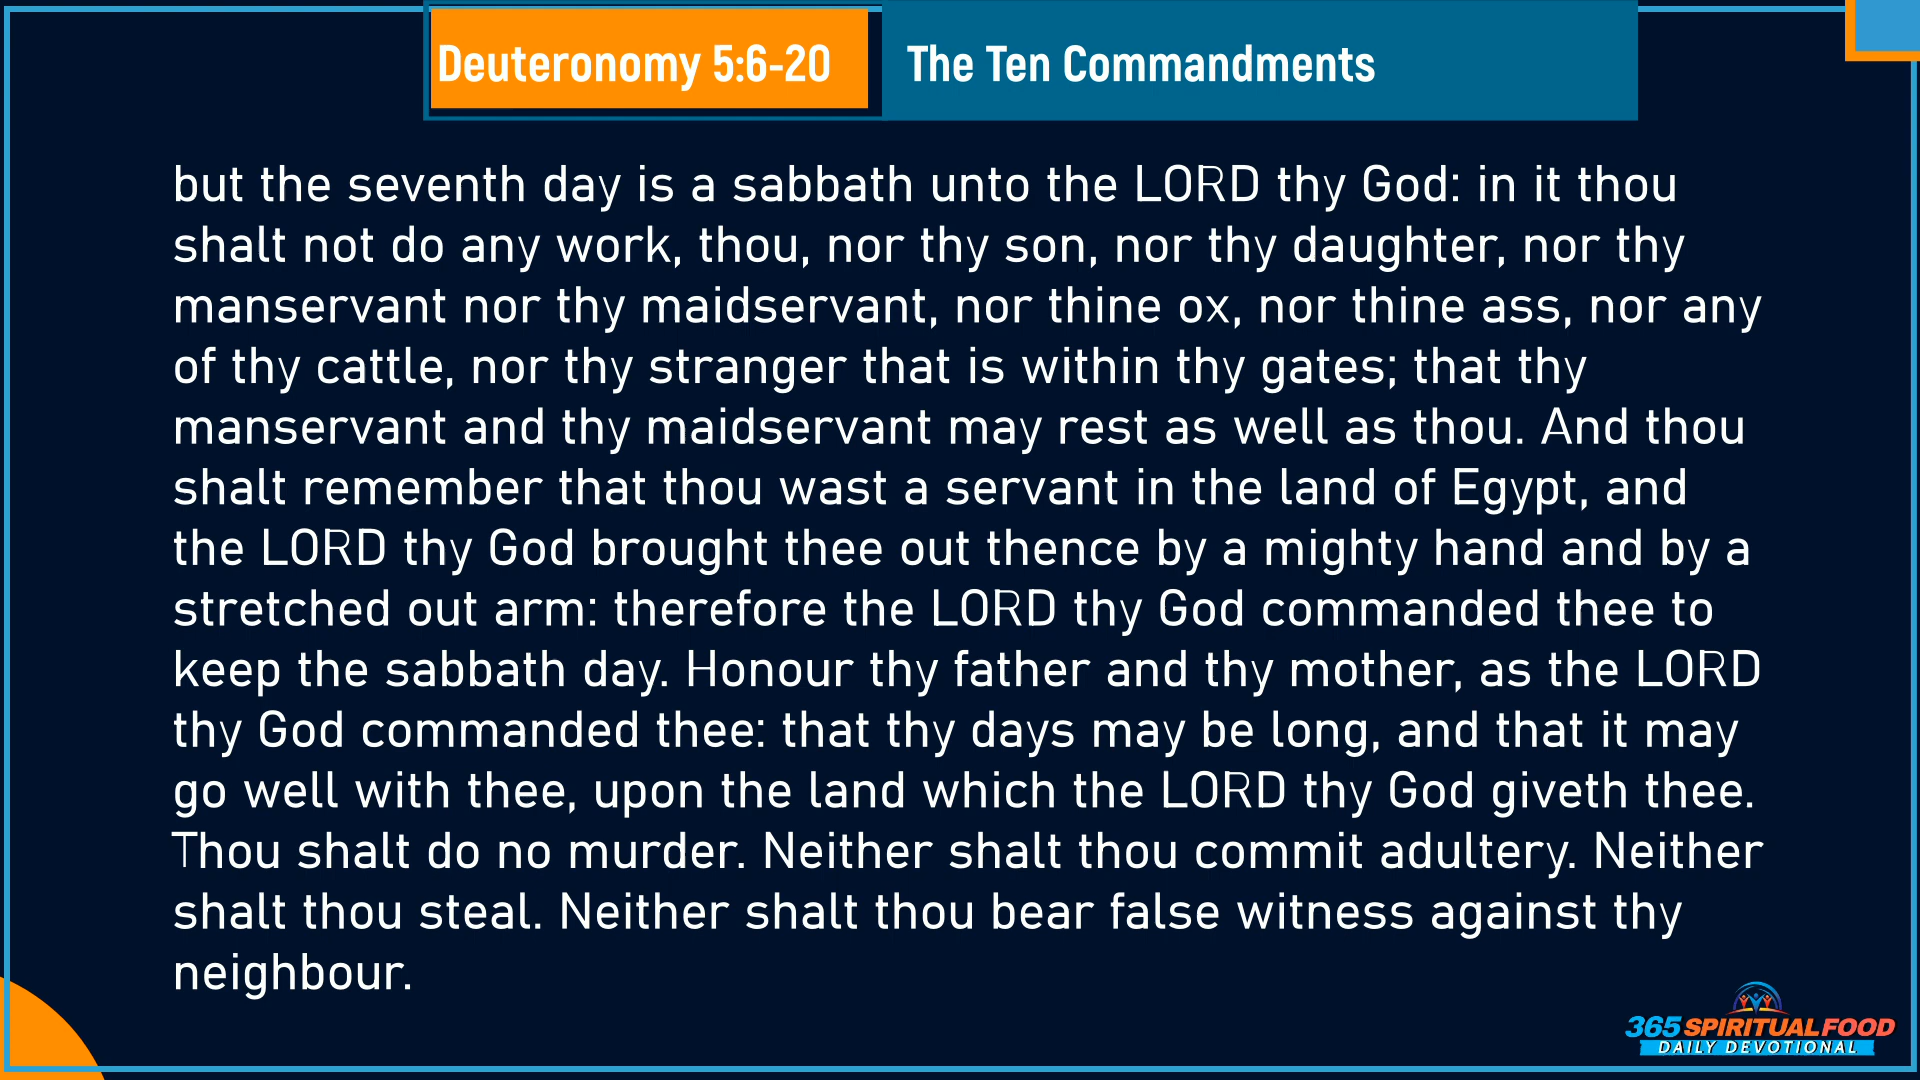 Deuteronomy 5:6-20
The Ten Commandments
but the seventh day is a sabbath unto the LORD thy God: in it thou
shalt not do any work, thou, nor thy son, nor thy daughter, nor thy
manservant nor thy maidservant, nor thine ox, nor thine ass, nor any
of thy cattle, nor thy stranger that is within thy gates; that thy
manservant and thy maidservant may rest as well as thou. And thou
shalt remember that thou wast a servant in the land of Egypt, and
the LORD thy God brought thee out thence by a mighty hand and by a
stretched out arm: therefore the LORD thy God commanded thee to
keep the sabbath day. Honour thy father and thy mother, as the LORD
thy God commanded thee: that thy days may be long, and that it may
go well with thee, upon the land which the LORD thy God giveth thee.
Thou shalt do no murder. Neither shalt thou commit adultery. Neither
shalt thou steal. Neither shalt thou bear false witness against thy
neighbour.
365 SPIRITUAL FOOD
DAILY DEVOTIONAL